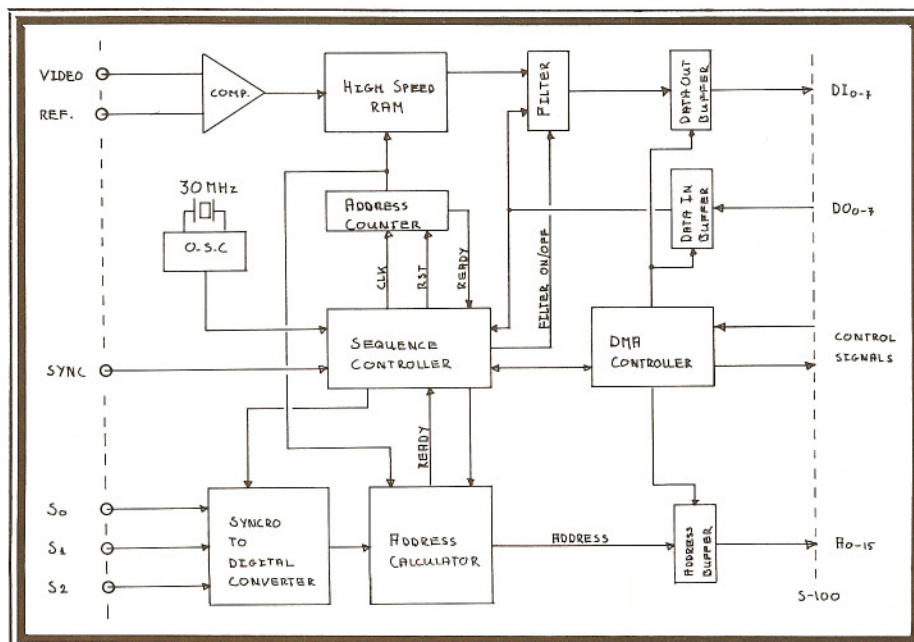 VIDEO
REF.
COMP.
HIGH SPEED
RAM
FILTER
DATA OUT
BUFFER
DI0-7
30 MHz
O.S.C
ADDRESS
COUNTER
DATA IN
BUFFER
DO0-7
CLK
RST
READY
FILTER ON/OFF
SYNC
SEQUENCE
CONTROLLER
DMA
CONTROLLER
CONTROL
SIGNALS
READY
S0
S1
S2
SYNCRO
TO
DIGITAL
CONVERTER
ADDRESS
CALCULATOR
ADDRESS
ADDRESS
BUFFER
A0-15
S-100